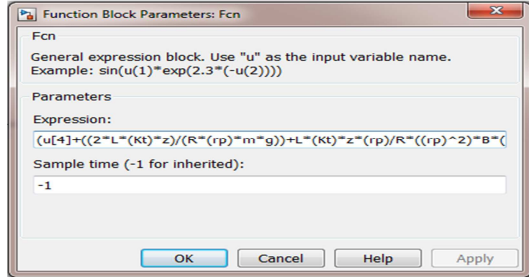 Function Block Parameters: Fcn
Fcn
General expression block. Use "u" as the input variable name.
Example: sin(u(1)*exp(2.3*(-u(2))))
Parameters
Expression:
(u[4]+((2*L*(Kt)*z)/(R*(rp)*m*g))+L*(Kt)*z*(rp)/R*((rp)^2)*B*(
Sample time (-1 for inherited):
-1
OK Cancel Help Apply